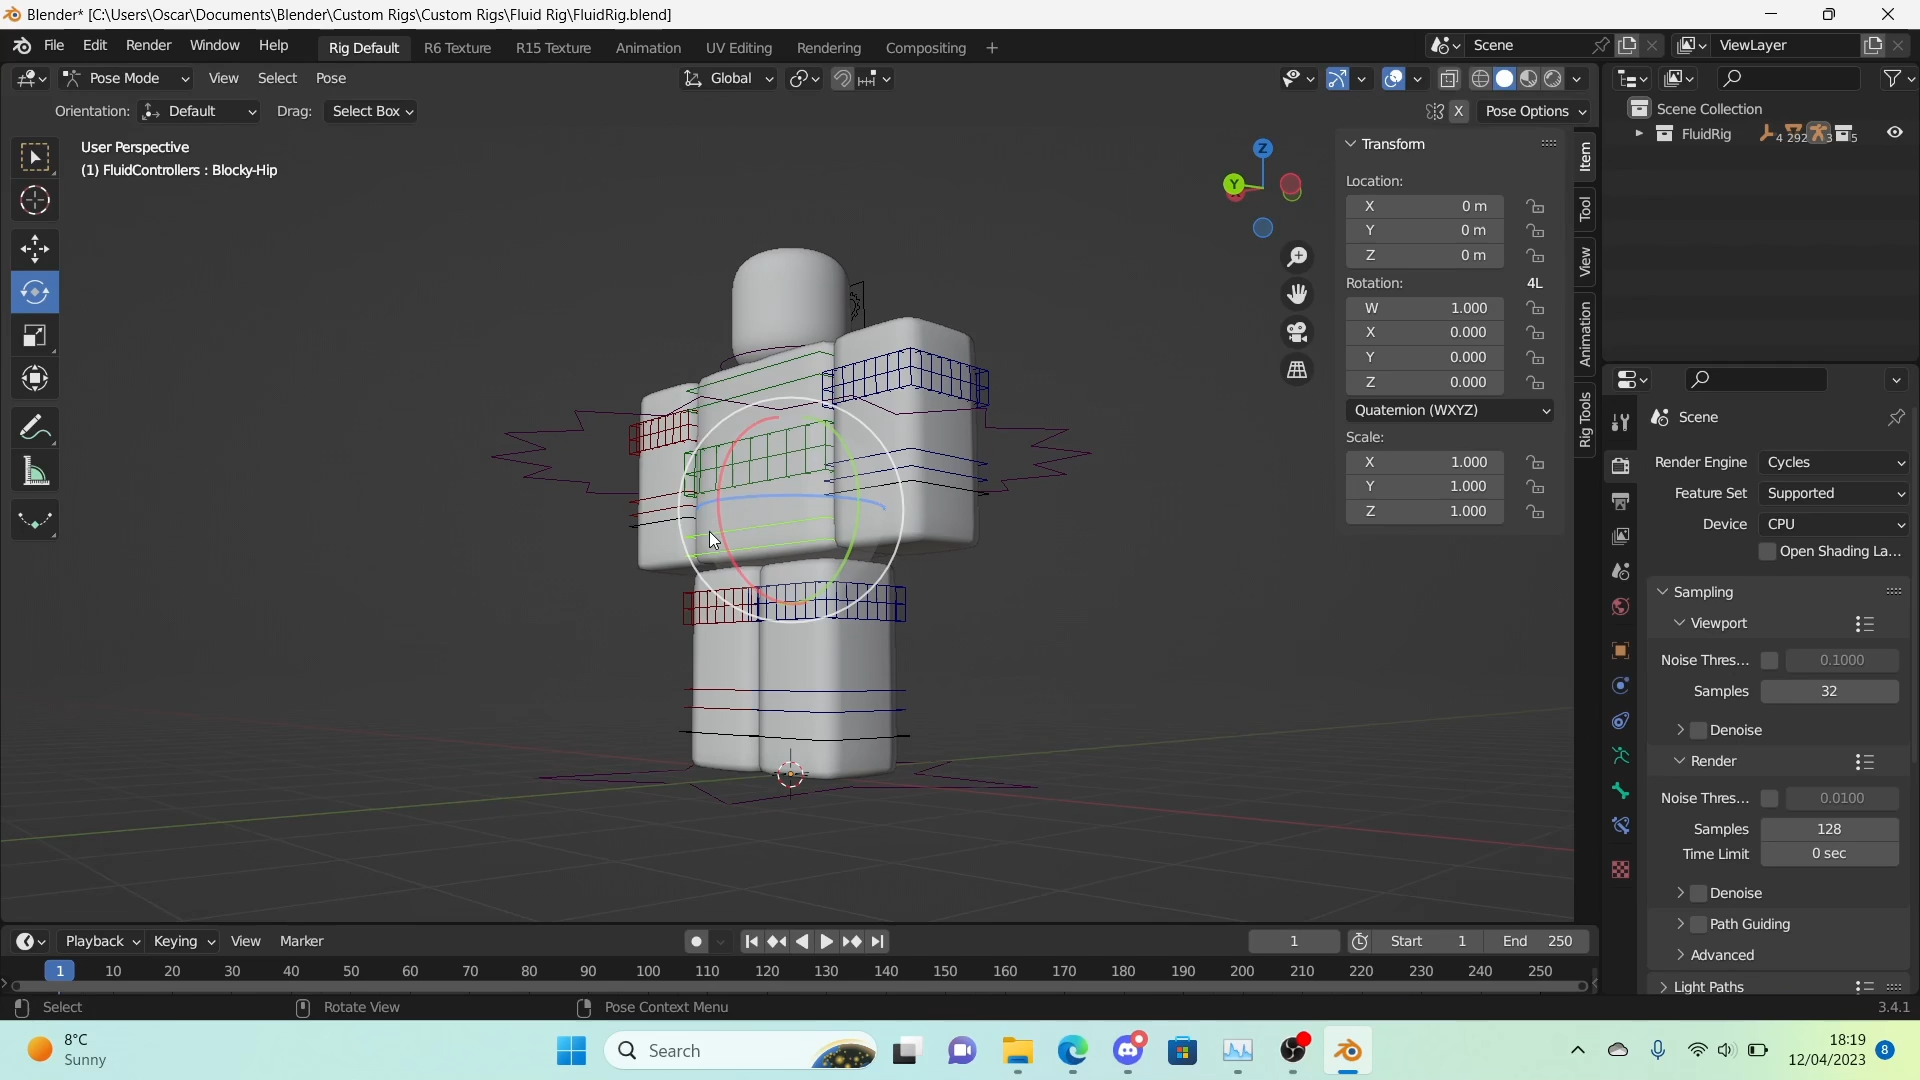 Blender* [C:\Users\Oscar\Documents\Blender\Custom Rigs\Custom Rigs\Fluid Rig\FluidRig.blend]
File Edit Render Window Help Rig Default R6 Texture R15 Texture Animation UV Editing Rendering Compositing Scene ViewLayer
Pose Mode View Select Pose Global
Orientation: Default Drag: Select Box X Pose Options
Scene Collection
FluidRig 4 292 3 5
User Perspective
(1) FluidControllers : Blocky-Hip
Z
Y
Transform
Location:
X 0 m
Y 0 m
Z 0 m
Rotation: 4L
W 1.000
X 0.000
Y 0.000
Z 0.000
Quaternion (WXYZ)
Scale:
X 1.000
Y 1.000
Z 1.000
Item
Tool
View
Animation
Rig Tools
Scene
Render Engine Cycles
Feature Set Supported
Device CPU
Open Shading La...
Sampling
Viewport
Noise Thres... 0.1000
Samples 32
Denoise
Render
Noise Thres... 0.0100
Samples 128
Time Limit 0 sec
Denoise
Path Guiding
Advanced
Light Paths
Playback Keying View Marker 1 Start 1 End 250
1 10 20 30 40 50 60 70 80 90 100 110 120 130 140 150 160 170 180 190 200 210 220 230 240 250
Select Rotate View Pose Context Menu 3.4.1
8°C
Sunny
Search
18:19
12/04/2023
8